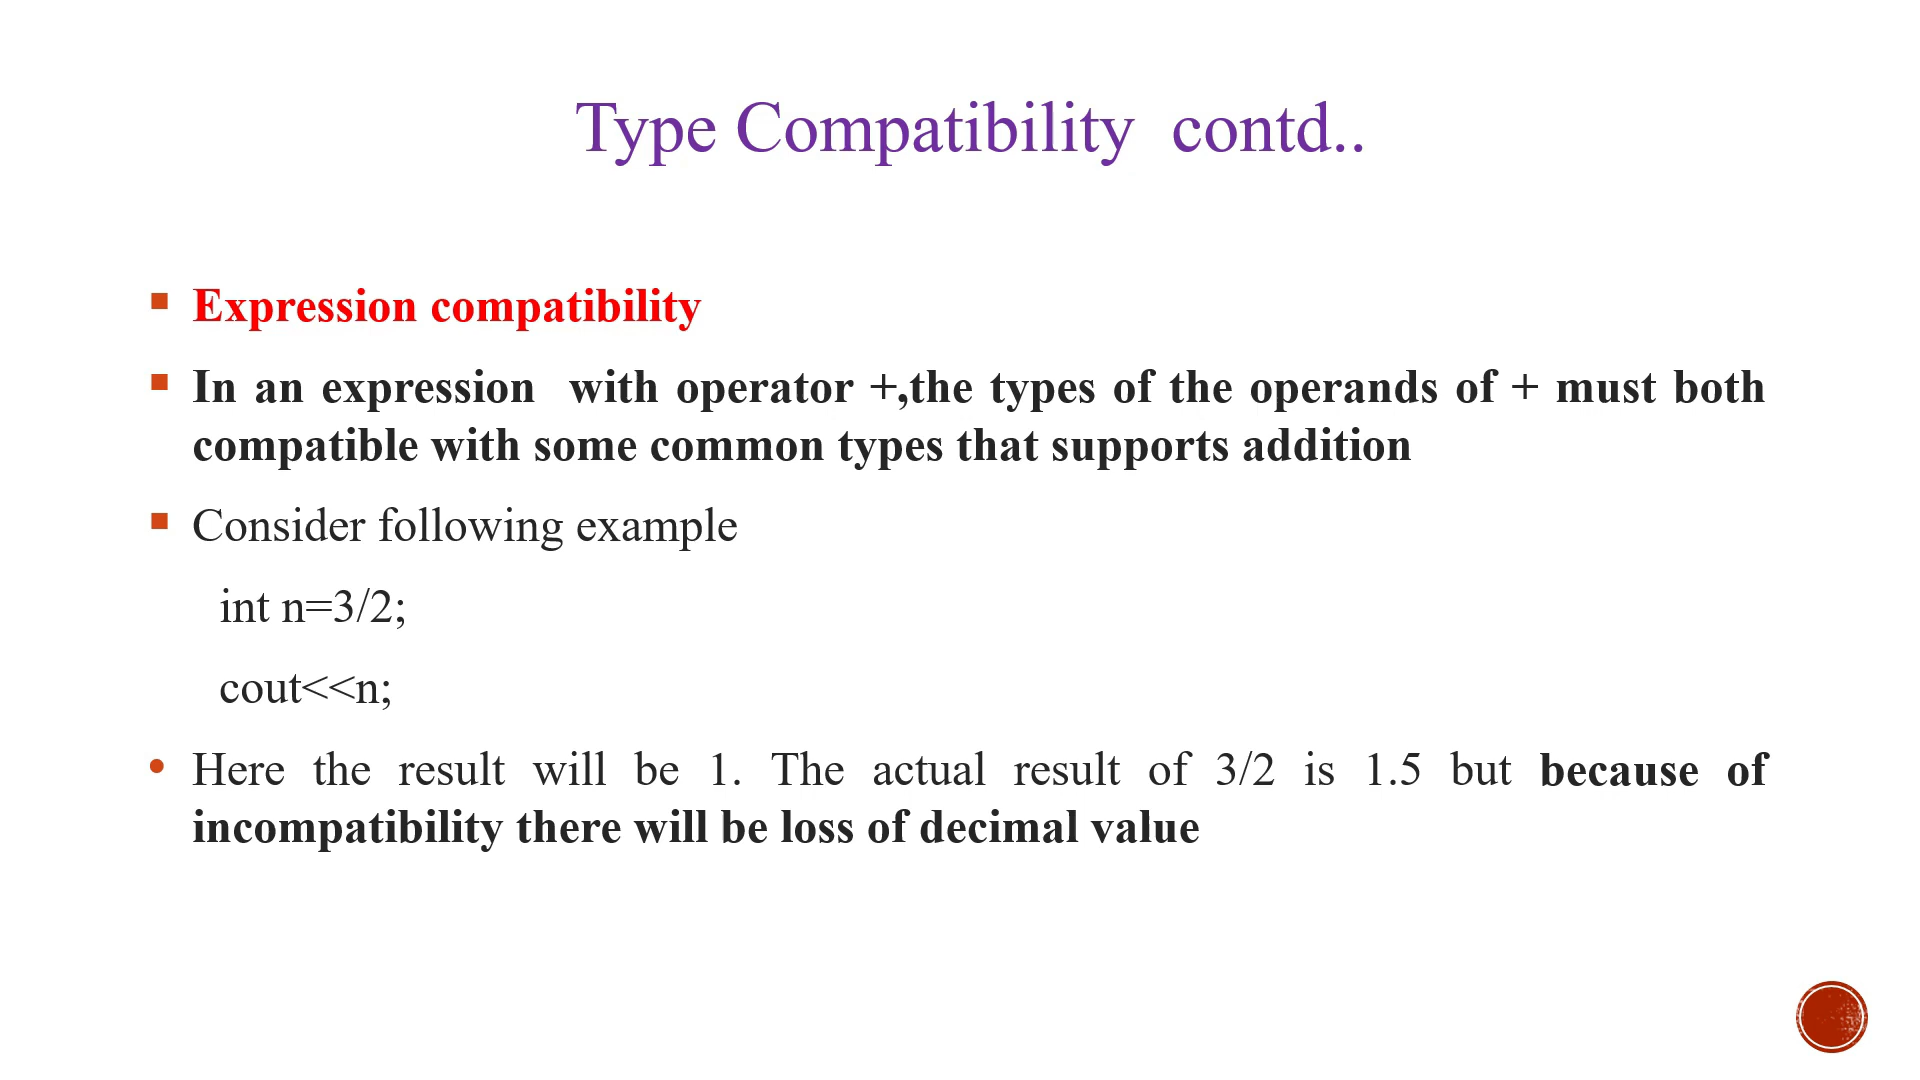 Type Compatibility  contd..
Expression compatibility
In an expression  with operator +,the types of the operands of + must both
compatible with some common types that supports addition
Consider following example
int n=3/2;
cout<<n;
Here the result will be 1. The actual result of 3/2 is 1.5 but because of
incompatibility there will be loss of decimal value